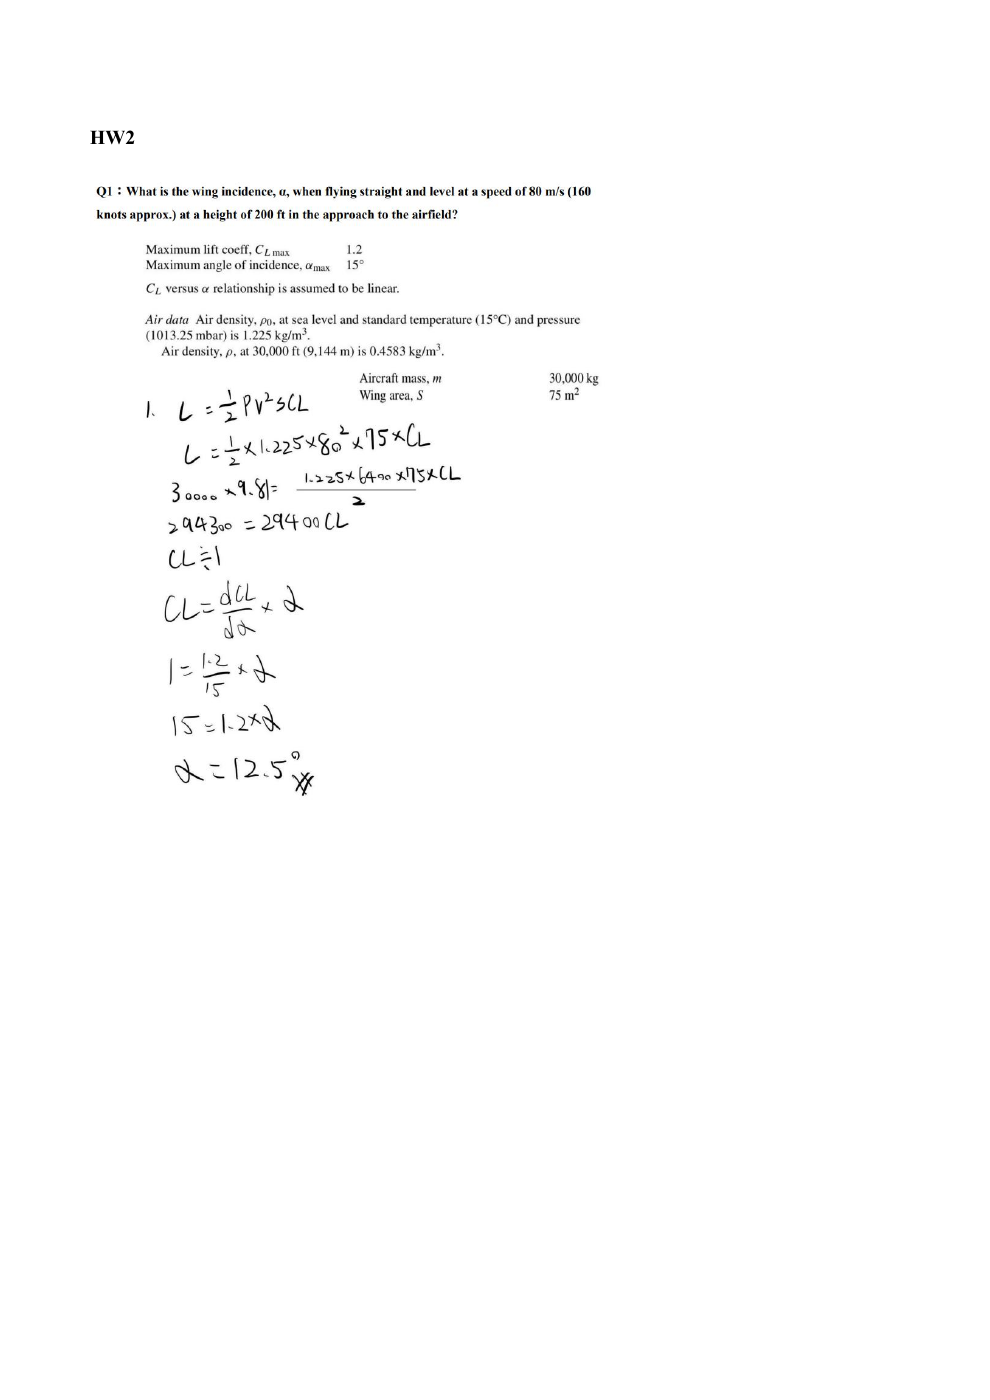 HW2
Q1：What is the wing incidence, α, when flying straight and level at a speed of 80 m/s (160
knots approx.) at a height of 200 ft in the approach to the airfield?
Maximum lift coeff, C_L max 1.2
Maximum angle of incidence, α_max 15°
C_L versus α relationship is assumed to be linear.
Air data Air density, ρ₀, at sea level and standard temperature (15°C) and pressure
(1013.25 mbar) is 1.225 kg/m³.
Air density, ρ, at 30,000 ft (9,144 m) is 0.4583 kg/m³.
Aircraft mass, m 30,000 kg
Wing area, S 75 m²
1. L = 1/2 PV²SCL
L = 1/2 × 1.225 × 80² × 75 × CL
30000 × 9.81 = 1.225 × 6400 × 75 × CL / 2
294300 = 29400 CL
CL ≒ 1
CL = dCL/dα × α
1 = 1.2/15 × α
15 = 1.2 × α
α = 12.5°